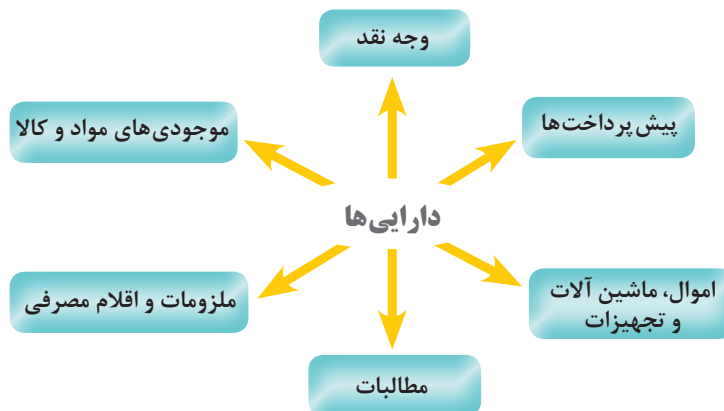 وجه نقد
پیش پرداخت‌ها
موجودی‌های مواد و کالا
دارایی‌ها
اموال، ماشین آلات
و تجهیزات
ملزومات و اقلام مصرفی
مطالبات